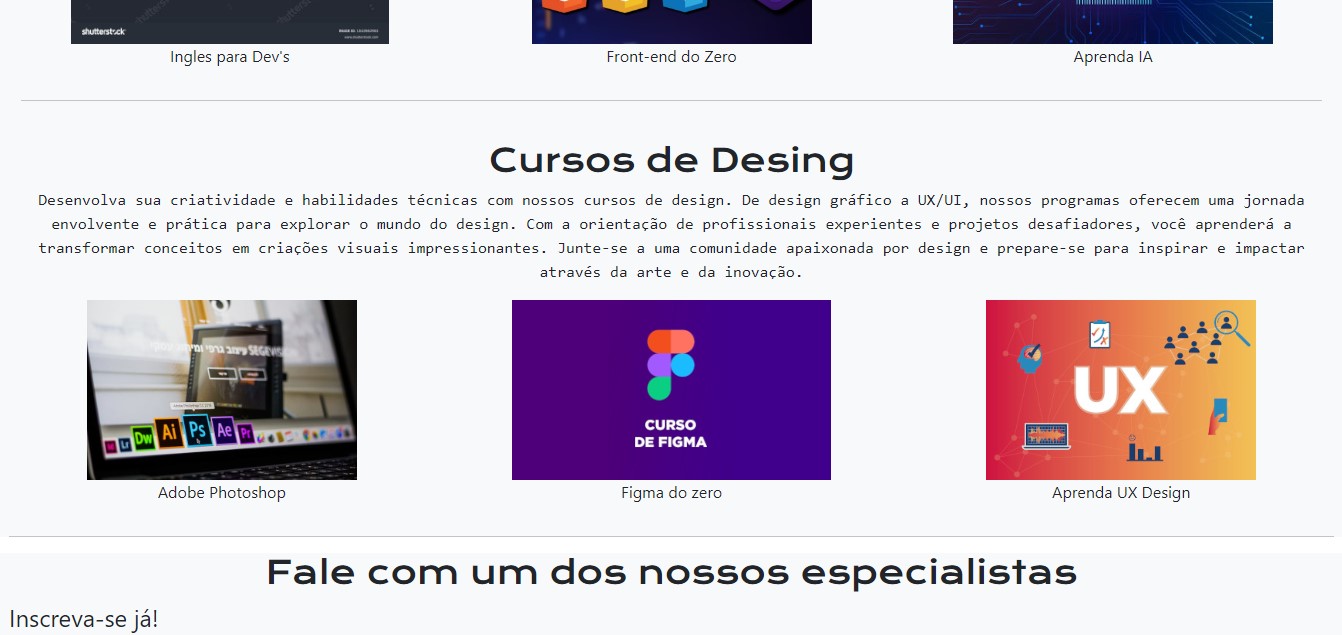 shutterstock
Ingles para Dev's
Front-end do Zero
Aprenda IA
Cursos de Desing
Desenvolva sua criatividade e habilidades técnicas com nossos cursos de design. De design gráfico a UX/UI, nossos programas oferecem uma jornada
envolvente e prática para explorar o mundo do design. Com a orientação de profissionais experientes e projetos desafiadores, você aprenderá a
transformar conceitos em criações visuais impressionantes. Junte-se a uma comunidade apaixonada por design e prepare-se para inspirar e impactar
através da arte e da inovação.
Dw Ai Ps Ae Pr
CURSO
DE FIGMA
UX
Adobe Photoshop
Figma do zero
Aprenda UX Design
Fale com um dos nossos especialistas
Inscreva-se já!